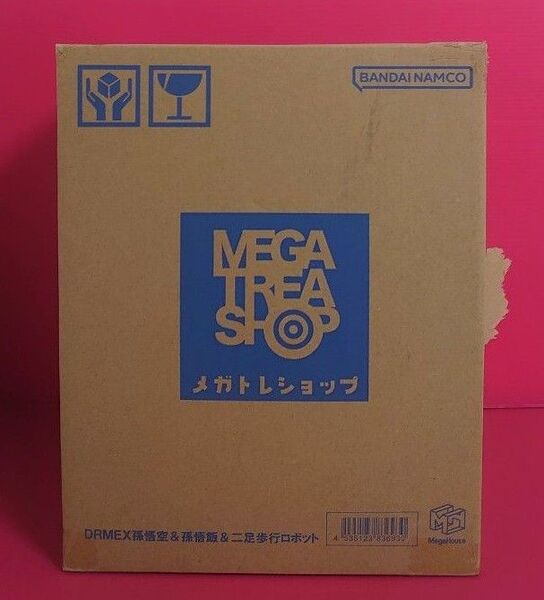 BANDAI NAMCO
MEGA
TREA
SHOP
メガトレショップ
DRMEX孫悟空&孫悟飯&二足歩行ロボット
MegaHouse